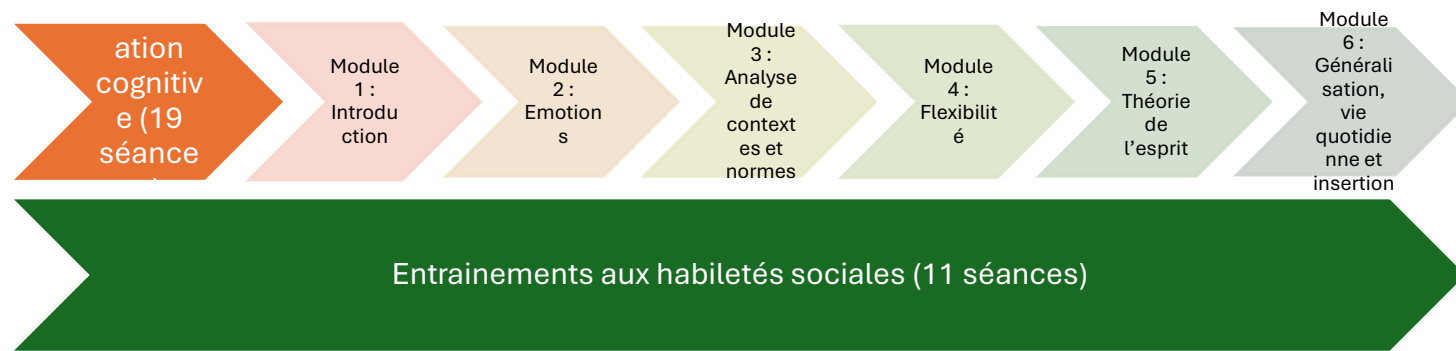 ation
cognitiv
e (19
séance
Module
1 :
Introdu
ction
Module
2 :
Emotion
s
Module
3 :
Analyse
de
context
es et
normes
Module
4 :
Flexibilit
é
Module
5 :
Théorie
de
l’esprit
Module
6 :
Générali
sation,
vie
quotidie
nne et
insertion
Entrainements aux habiletés sociales (11 séances)